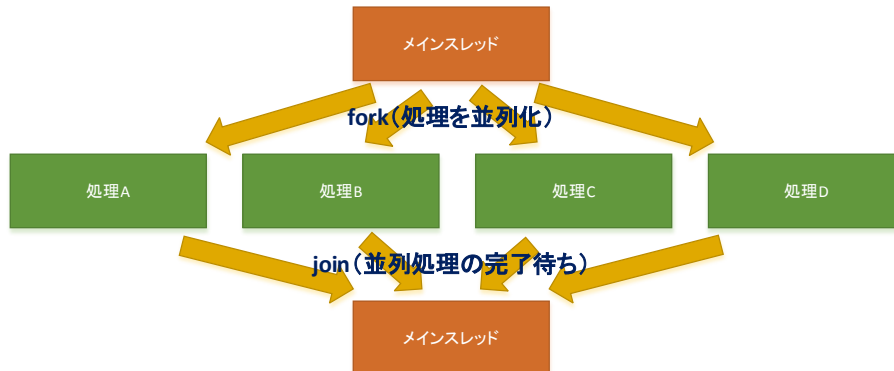 メインスレッド
fork（処理を並列化）
処理A
処理B
処理C
処理D
join（並列処理の完了待ち）
メインスレッド